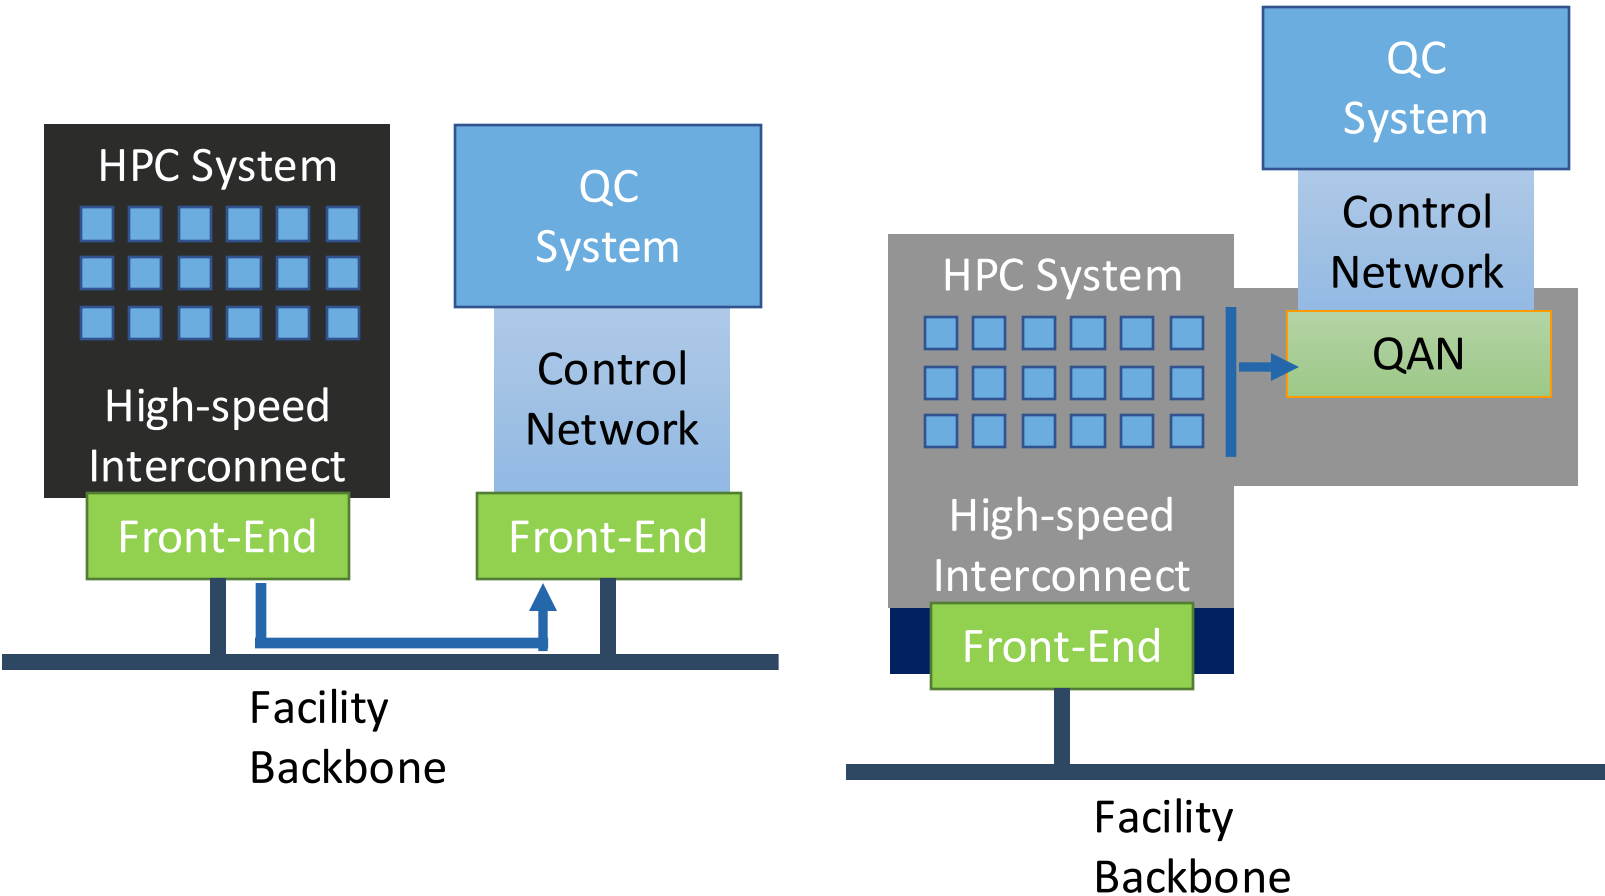 HPC System
High-speed
Interconnect
Front-End
QC
System
Control
Network
Front-End
Facility
Backbone
QC
System
Control
Network
QAN
HPC System
High-speed
Interconnect
Front-End
Facility
Backbone